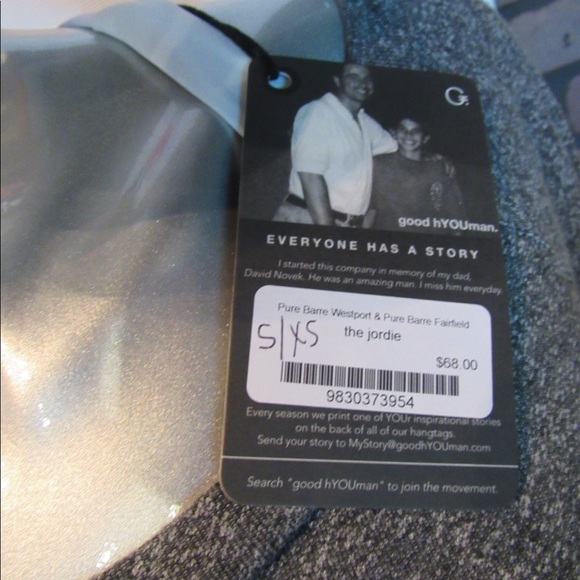 G
good hYOUman.
EVERYONE HAS A STORY
I started this company in memory of my dad,
David Novek. He was an amazing man. I miss him everyday.
Pure Barre Westport & Pure Barre Fairfield
S/XS the jordie
$68.00
9830373954
Every season we print one of YOUr inspirational stories
on the back of all of our hangtags.
Send your story to MyStory@goodhYOUman.com
Search "good hYOUman" to join the movement.